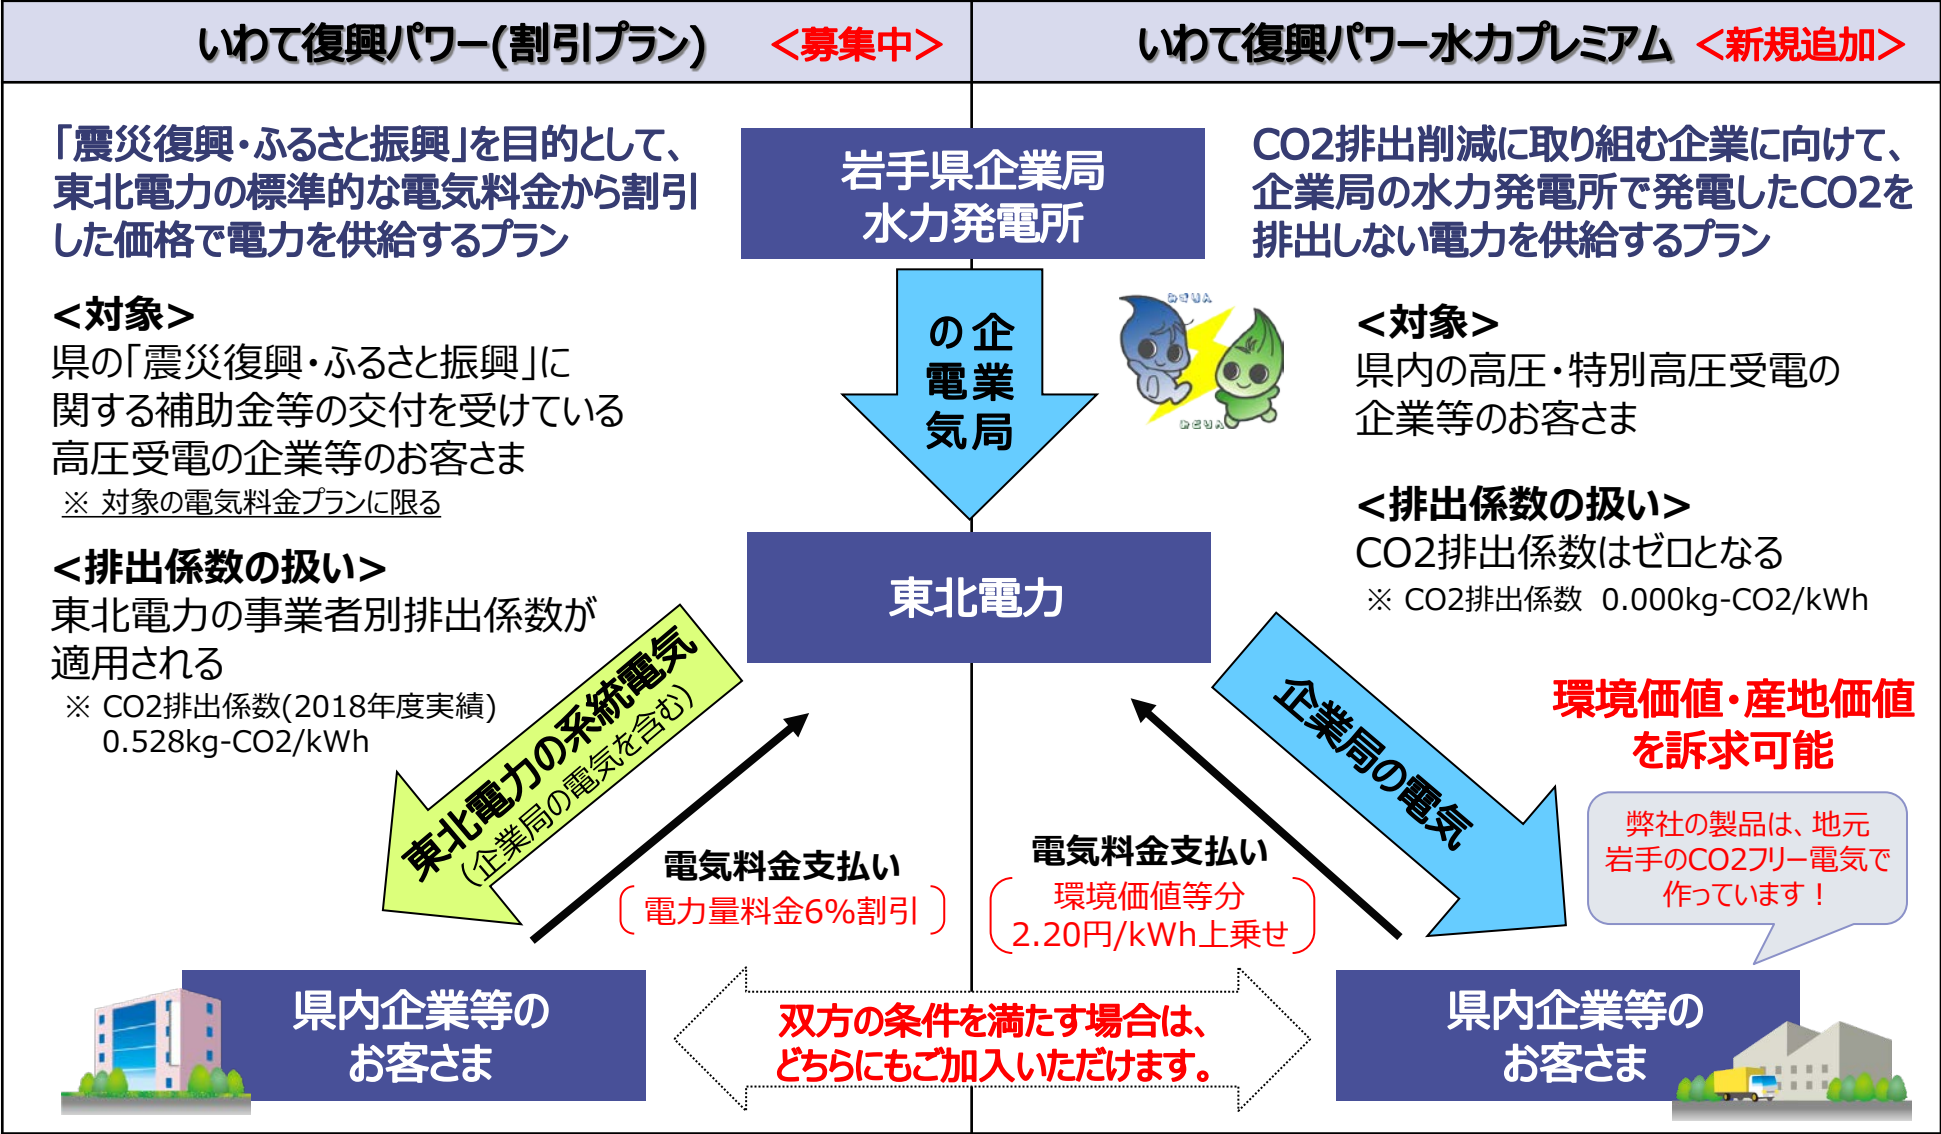 いわて復興パワー(割引プラン) <募集中>
いわて復興パワー水力プレミアム <新規追加>
「震災復興・ふるさと振興」を目的として、
東北電力の標準的な電気料金から割引
した価格で電力を供給するプラン
<対象>
県の「震災復興・ふるさと振興」に
関する補助金等の交付を受けている
高圧受電の企業等のお客さま
※ 対象の電気料金プランに限る
<排出係数の扱い>
東北電力の事業者別排出係数が
適用される
※ CO2排出係数(2018年度実績)
0.528kg-CO2/kWh
岩手県企業局
水力発電所
企業局
の電気
東北電力
CO2排出削減に取り組む企業に向けて、
企業局の水力発電所で発電したCO2を
排出しない電力を供給するプラン
<対象>
県内の高圧・特別高圧受電の
企業等のお客さま
<排出係数の扱い>
CO2排出係数はゼロとなる
※ CO2排出係数 0.000kg-CO2/kWh
東北電力の系統電気
(企業局の電気を含む)
電気料金支払い
電力量料金6%割引
企業局の電気
電気料金支払い
環境価値等分
2.20円/kWh上乗せ
環境価値・産地価値
を訴求可能
弊社の製品は、地元
岩手のCO2フリー電気で
作っています！
県内企業等の
お客さま
双方の条件を満たす場合は、
どちらにもご加入いただけます。
県内企業等の
お客さま